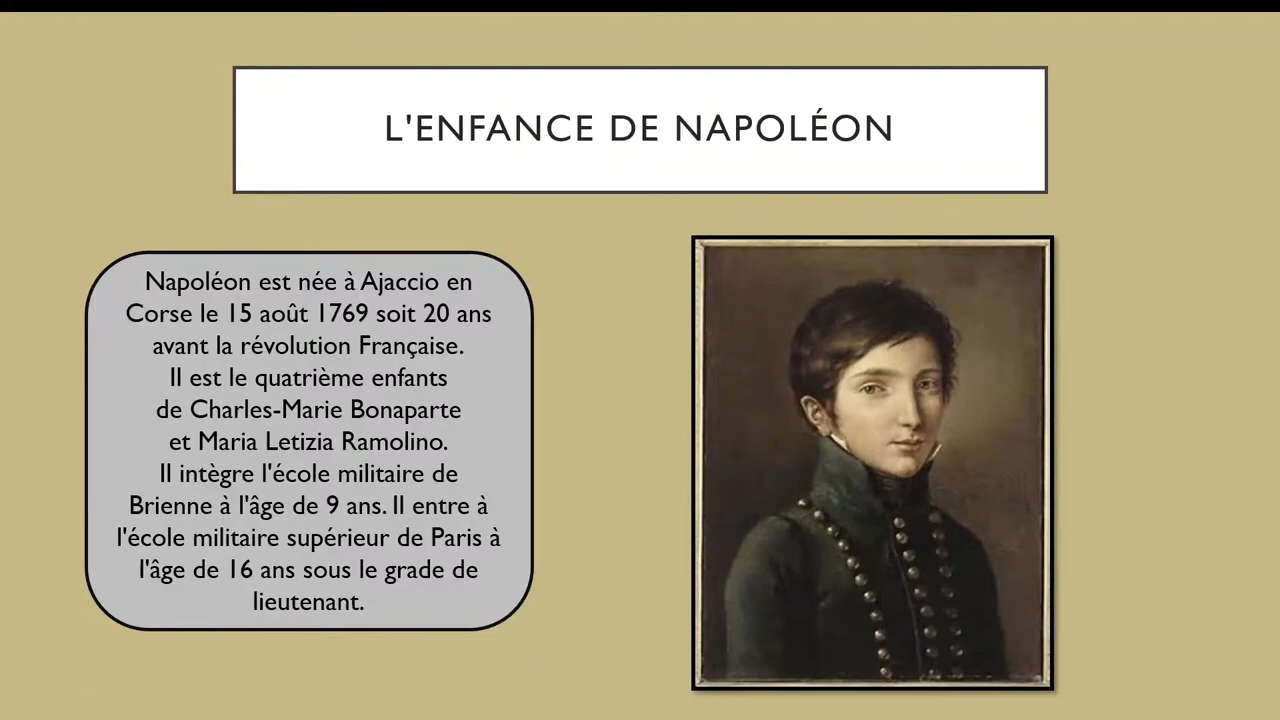 L'ENFANCE DE NAPOLÉON
Napoléon est née à Ajaccio en
Corse le 15 août 1769 soit 20 ans
avant la révolution Française.
Il est le quatrième enfants
de Charles-Marie Bonaparte
et Maria Letizia Ramolino.
Il intègre l'école militaire de
Brienne à l'âge de 9 ans. Il entre à
l'école militaire supérieur de Paris à
l'âge de 16 ans sous le grade de
lieutenant.